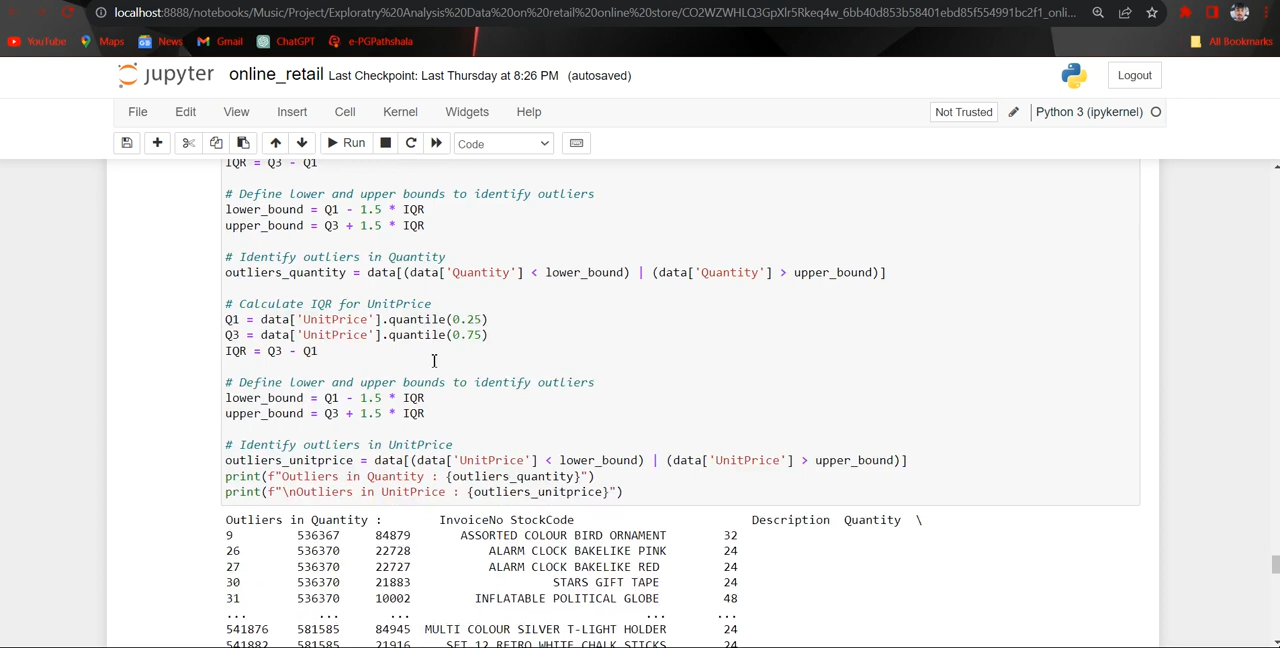 localhost:8888/notebooks/Music/Project/Exploratry%20Analysis%20Data%20on%20retail%20online%20store/CO2WZWHLQ3GpXlr5Rkeq4w_6bb40d853b58401ebd85f554991bc2f1_onli...
YouTube Maps News Gmail ChatGPT e-PGPathshala All Bookmarks
jupyter online_retail Last Checkpoint: Last Thursday at 8:26 PM (autosaved) Logout
File Edit View Insert Cell Kernel Widgets Help Not Trusted Python 3 (ipykernel)
Run Code
IQR = Q3 - Q1
# Define lower and upper bounds to identify outliers
lower_bound = Q1 - 1.5 * IQR
upper_bound = Q3 + 1.5 * IQR
# Identify outliers in Quantity
outliers_quantity = data[(data['Quantity'] < lower_bound) | (data['Quantity'] > upper_bound)]
# Calculate IQR for UnitPrice
Q1 = data['UnitPrice'].quantile(0.25)
Q3 = data['UnitPrice'].quantile(0.75)
IQR = Q3 - Q1
# Define lower and upper bounds to identify outliers
lower_bound = Q1 - 1.5 * IQR
upper_bound = Q3 + 1.5 * IQR
# Identify outliers in UnitPrice
outliers_unitprice = data[(data['UnitPrice'] < lower_bound) | (data['UnitPrice'] > upper_bound)]
print(f"Outliers in Quantity : {outliers_quantity}")
print(f"\nOutliers in UnitPrice : {outliers_unitprice}")
Outliers in Quantity : InvoiceNo StockCode Description Quantity \
9 536367 84879 ASSORTED COLOUR BIRD ORNAMENT 32
26 536370 22728 ALARM CLOCK BAKELIKE PINK 24
27 536370 22727 ALARM CLOCK BAKELIKE RED 24
30 536370 21883 STARS GIFT TAPE 24
31 536370 10002 INFLATABLE POLITICAL GLOBE 48
... ... ... ... ...
541876 581585 84945 MULTI COLOUR SILVER T-LIGHT HOLDER 24
541882 581585 21916 SET 12 RETRO WHITE CHALK STICKS 24